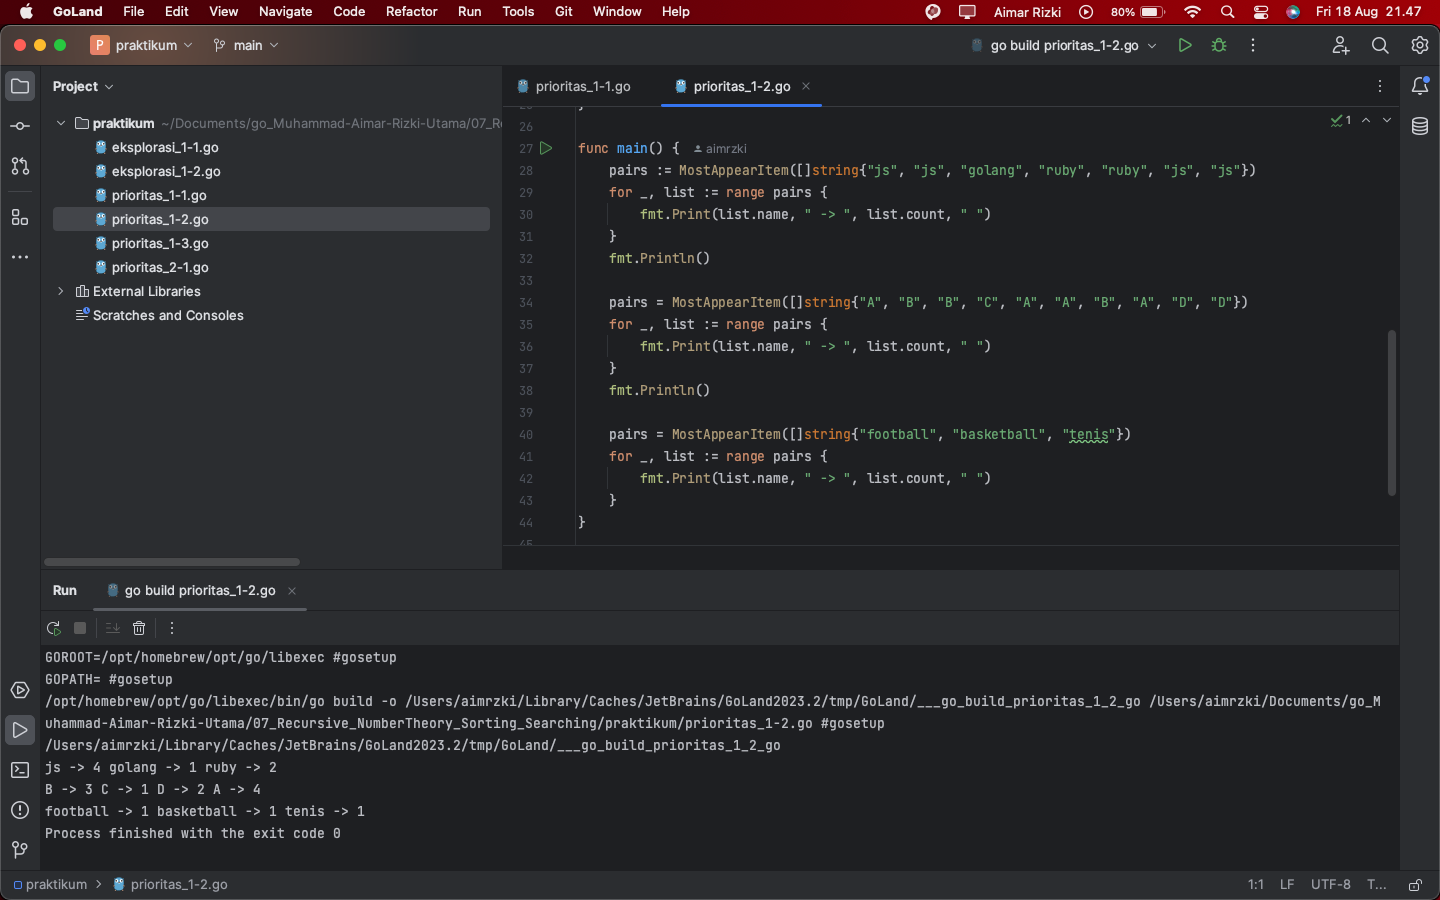 GoLand File Edit View Navigate Code Refactor Run Tools Git Window Help Aimar Rizki 80% Fri 18 Aug 21.47
P praktikum main go build prioritas_1-2.go
Project
praktikum ~/Documents/go_Muhammad-Aimar-Rizki-Utama/07_Re
eksplorasi_1-1.go
eksplorasi_1-2.go
prioritas_1-1.go
prioritas_1-2.go
prioritas_1-3.go
prioritas_2-1.go
External Libraries
Scratches and Consoles
prioritas_1-1.go prioritas_1-2.go
1
25 }
26
27 func main() { aimrzki
28 pairs := MostAppearItem([]string{"js", "js", "golang", "ruby", "ruby", "js", "js"})
29 for _, list := range pairs {
30 fmt.Print(list.name, " -> ", list.count, " ")
31 }
32 fmt.Println()
33
34 pairs = MostAppearItem([]string{"A", "B", "B", "C", "A", "A", "B", "A", "D", "D"})
35 for _, list := range pairs {
36 fmt.Print(list.name, " -> ", list.count, " ")
37 }
38 fmt.Println()
39
40 pairs = MostAppearItem([]string{"football", "basketball", "tenis"})
41 for _, list := range pairs {
42 fmt.Print(list.name, " -> ", list.count, " ")
43 }
44 }
45
Run go build prioritas_1-2.go
GOROOT=/opt/homebrew/opt/go/libexec #gosetup
GOPATH= #gosetup
/opt/homebrew/opt/go/libexec/bin/go build -o /Users/aimrzki/Library/Caches/JetBrains/GoLand2023.2/tmp/GoLand/___go_build_prioritas_1_2_go /Users/aimrzki/Documents/go_M
uhammad-Aimar-Rizki-Utama/07_Recursive_NumberTheory_Sorting_Searching/praktikum/prioritas_1-2.go #gosetup
/Users/aimrzki/Library/Caches/JetBrains/GoLand2023.2/tmp/GoLand/___go_build_prioritas_1_2_go
js -> 4 golang -> 1 ruby -> 2
B -> 3 C -> 1 D -> 2 A -> 4
football -> 1 basketball -> 1 tenis -> 1
Process finished with the exit code 0
praktikum prioritas_1-2.go 1:1 LF UTF-8 T...